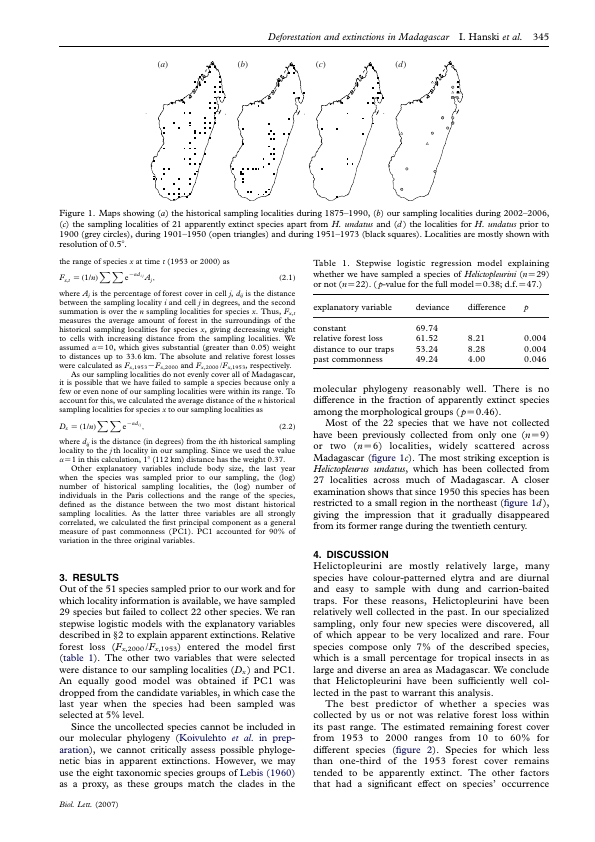 Deforestation and extinctions in Madagascar I. Hanski et al. 345
(a) (b) (c) (d)
Figure 1. Maps showing (a) the historical sampling localities during 1875–1990, (b) our sampling localities during 2002–2006,
(c) the sampling localities of 21 apparently extinct species apart from H. undatus and (d) the localities for H. undatus prior to
1900 (grey circles), during 1901–1950 (open triangles) and during 1951–1973 (black squares). Localities are mostly shown with
resolution of 0.5°.
the range of species x at time t (1953 or 2000) as
F_{x,t} = (1/n) ∑ ∑ e^{−αd_{ij}} A_j, (2.1)
where A_j is the percentage of forest cover in cell j, d_{ij} is the distance
between the sampling locality i and cell j in degrees, and the second
summation is over the n sampling localities for species x. Thus, F_{x,t}
measures the average amount of forest in the surroundings of the
historical sampling localities for species x, giving decreasing weight
to cells with increasing distance from the sampling locality. We
assumed α=10, which gives substantial (greater than 0.05) weight
to distances up to 33.6 km. The absolute and relative forest losses
were calculated as F_{x,1953}−F_{x,2000} and F_{x,2000}/F_{x,1953}, respectively.
As our sampling localities do not evenly cover all of Madagascar,
it is possible that we have failed to sample a species because only a
few or even none of our sampling localities were within its range. To
account for this, we calculated the average distance of the n historical
sampling localities for species x to our sampling localities as
D_x = (1/n) ∑ ∑ e^{−αd_{ij}}, (2.2)
where d_{ij} is the distance (in degrees) from the ith historical sampling
locality to the jth locality in our sampling. Since we used the value
α=1 in this calculation, 1° (112 km) distance has the weight 0.37.
Other explanatory variables include body size, the last year
when the species was sampled prior to our sampling, the (log)
number of historical sampling localities, the (log) number of
individuals in the Paris collections and the range of the species,
defined as the distance between the two most distant historical
sampling localities. As the latter three variables are all strongly
correlated, we calculated the first principal component as a general
measure of past commonness (PC1). PC1 accounted for 90% of
variation in the three original variables.
3. RESULTS
Out of the 51 species sampled prior to our work and for
which locality information is available, we have sampled
29 species but failed to collect 22 other species. We ran
stepwise logistic models with the explanatory variables
described in §2 to explain apparent extinctions. Relative
forest loss (F_{x,2000}/F_{x,1953}) entered the model first
(table 1). The other two variables that were selected
were distance to our sampling localities (D_x) and PC1.
An equally good model was obtained if PC1 was
dropped from the candidate variables, in which case the
last year when the species had been sampled was
selected at 5% level.
Since the uncollected species cannot be included in
our molecular phylogeny (Koivulehto et al. in prep-
aration), we cannot critically assess possible phyloge-
netic bias in apparent extinctions. However, we may
use the eight taxonomic species groups of Lebis (1960)
as a proxy, as these groups match the clades in the
Table 1. Stepwise logistic regression model explaining
whether we have sampled a species of Helictopleurini (n=29)
or not (n=22). (p-value for the full model=0.38; d.f.=47.)
explanatory variable deviance difference p
constant 69.74
relative forest loss 61.52 8.21 0.004
distance to our traps 53.24 8.28 0.004
past commonness 49.24 4.00 0.046
molecular phylogeny reasonably well. There is no
difference in the fraction of apparently extinct species
among the morphological groups (p=0.46).
Most of the 22 species that we have not collected
have been previously collected from only one (n=9)
or two (n=6) localities, widely scattered across
Madagascar (figure 1c). The most striking exception is
Helictopleurus undatus, which has been collected from
27 localities across much of Madagascar. A closer
examination shows that since 1950 this species has been
restricted to a small region in the northeast (figure 1d),
giving the impression that it gradually disappeared
from its former range during the twentieth century.
4. DISCUSSION
Helictopleurini are mostly relatively large, many
species have colour-patterned elytra and are diurnal
and easy to sample with dung and carrion-baited
traps. For these reasons, Helictopleurini have been
relatively well collected in the past. In our specialized
sampling, only four new species were discovered, all
of which appear to be very localized and rare. Four
species compose only 7% of the described species,
which is a small percentage for tropical insects in as
large and diverse an area as Madagascar. We conclude
that Helictopleurini have been sufficiently well col-
lected in the past to warrant this analysis.
The best predictor of whether a species was
collected by us or not was relative forest loss within
its past range. The estimated remaining forest cover
from 1953 to 2000 ranges from 10 to 60% for
different species (figure 2). Species for which less
than one-third of the 1953 forest cover remains
tended to be apparently extinct. The other factors
that had a significant effect on species' occurrence
Biol. Lett. (2007)